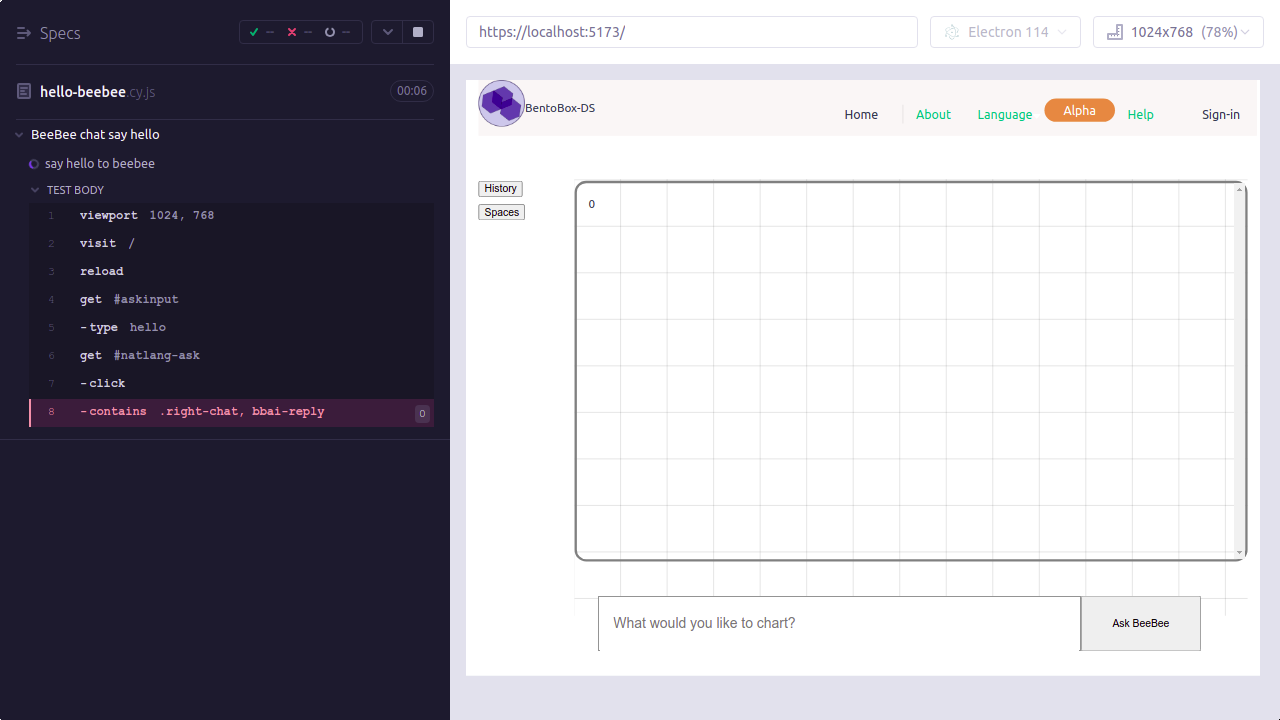 Specs
-- -- --
hello-beebee.cy.js
00:06
BeeBee chat say hello
say hello to beebee
TEST BODY
1 viewport 1024, 768
2 visit /
3 reload
4 get #askinput
5 -type hello
6 get #natlang-ask
7 -click
8 -contains .right-chat, bbai-reply 0
https://localhost:5173/
Electron 114
1024x768 (78%)
BentoBox-DS
Home
About
Language
Alpha
Help
Sign-in
History
Spaces
0
What would you like to chart?
Ask BeeBee